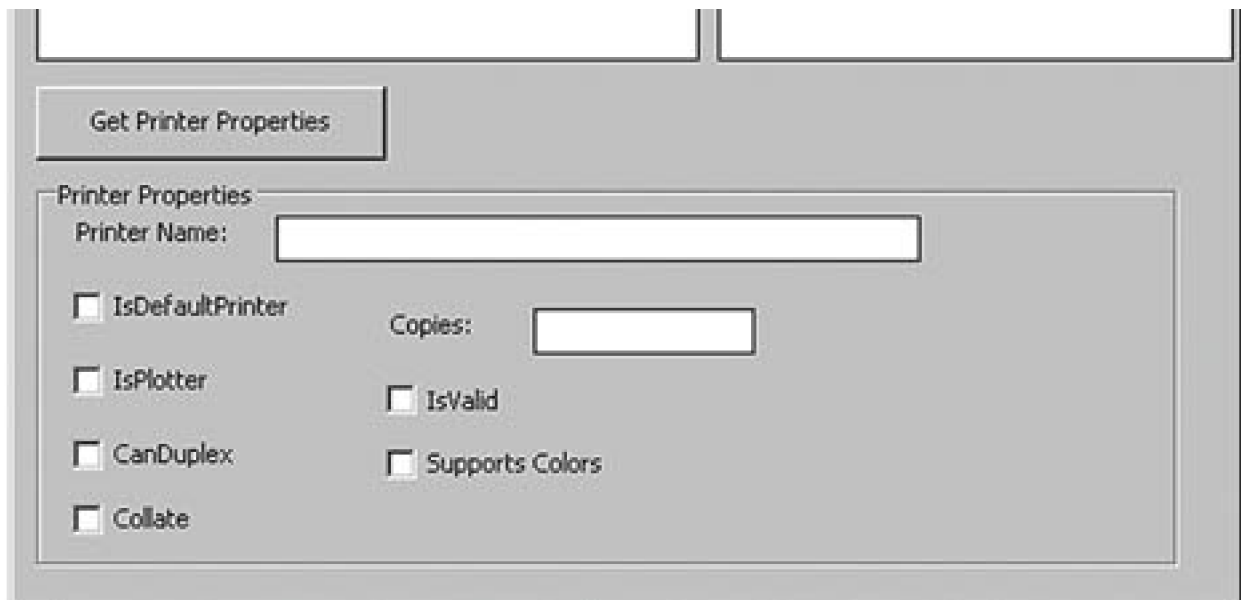 Get Printer Properties
Printer Properties
Printer Name:
IsDefaultPrinter
Copies:
IsPlotter
IsValid
CanDuplex
Supports Colors
Collate